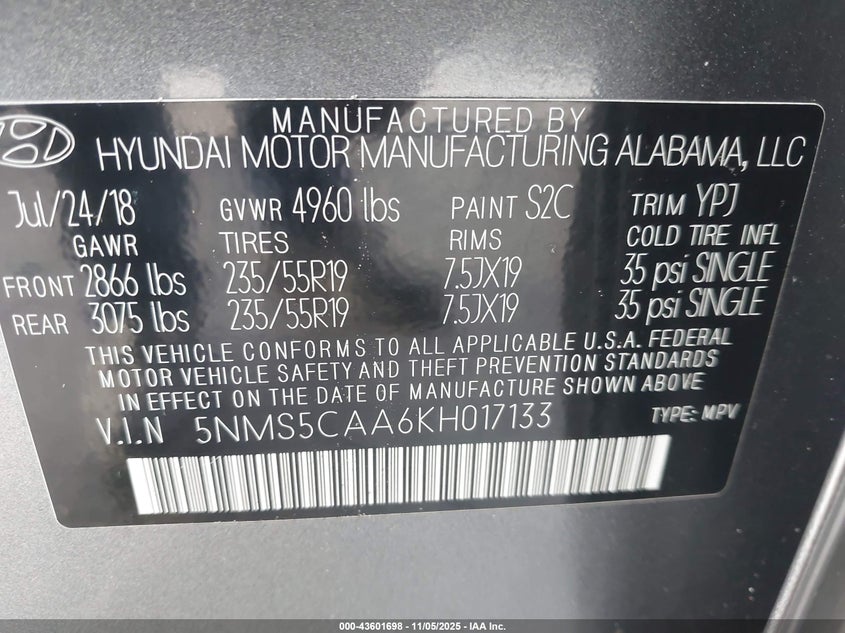 MANUFACTURED BY
HYUNDAI MOTOR MANUFACTURING ALABAMA, LLC
Jul/24/18 GVWR 4960 lbs PAINT S2C TRIM YPJ
GAWR TIRES RIMS COLD TIRE INFL
FRONT 2866 lbs 235/55R19 7.5JX19 35 psi SINGLE
REAR 3075 lbs 235/55R19 7.5JX19 35 psi SINGLE
THIS VEHICLE CONFORMS TO ALL APPLICABLE U.S.A. FEDERAL
MOTOR VEHICLE SAFETY AND THEFT PREVENTION STANDARDS
IN EFFECT ON THE DATE OF MANUFACTURE SHOWN ABOVE
V.I.N 5NMS5CAA6KH017133 TYPE: MPV
000-43601698 - 11/05/2025 - IAA Inc.